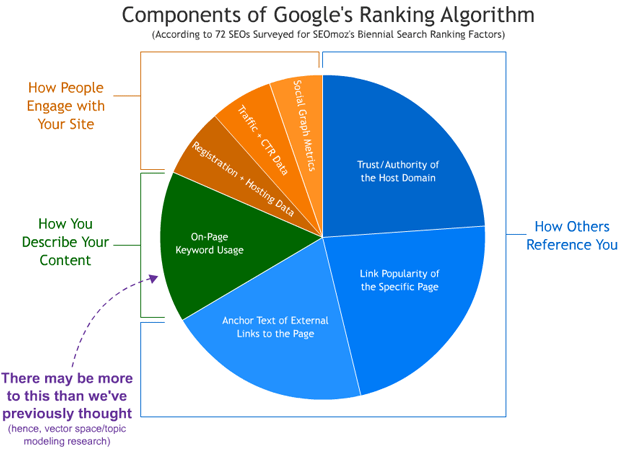 Components of Google's Ranking Algorithm
(According to 72 SEOs Surveyed for SEOmoz's Biennial Search Ranking Factors)
How People
Engage with
Your Site
Social Graph Metrics
Traffic + CTR Data
Registration + Hosting Data
Trust/Authority of
the Host Domain
How You
Describe Your
Content
On-Page
Keyword Usage
How Others
Reference You
Link Popularity of
the Specific Page
Anchor Text of External
Links to the Page
There may be more
to this than we've
previously thought
(hence, vector space/topic
modeling research)